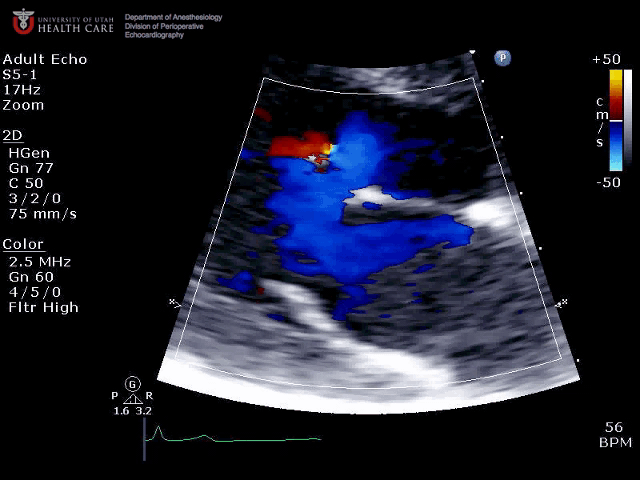 UNIVERSITY OF UTAH
HEALTH CARE
Department of Anesthesiology
Division of Perioperative
Echocardiography
Adult Echo
S5-1
17Hz
Zoom
2D
HGen
Gn 77
C 50
3 / 2 / 0
75 mm/s
Color
2.5 MHz
Gn 60
4 / 5 / 0
Fltr High
P
+50
c
m
/
s
-50
x
x
G
P R
1.6 3.2
56
BPM